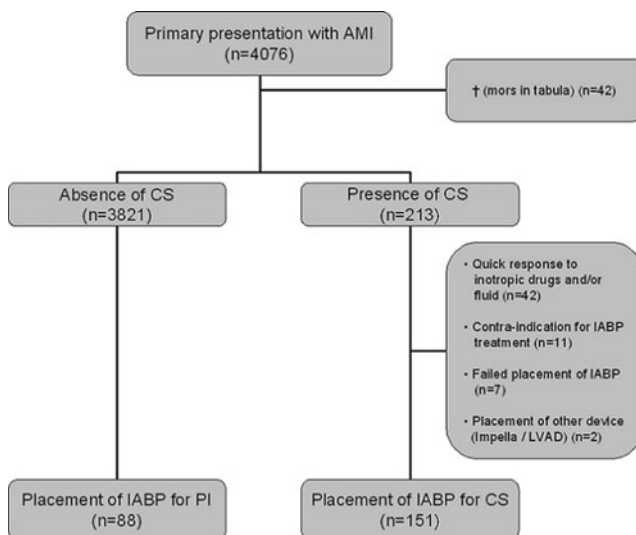 Primary presentation with AMI
(n=4076)
† (mors in tabula) (n=42)
Absence of CS
(n=3821)
Presence of CS
(n=213)
• Quick response to
inotropic drugs and/or
fluid (n=42)
• Contra-indication for IABP
treatment (n=11)
• Failed placement of IABP
(n=7)
• Placement of other device
(Impella / LVAD) (n=2)
Placement of IABP for PI
(n=88)
Placement of IABP for CS
(n=151)